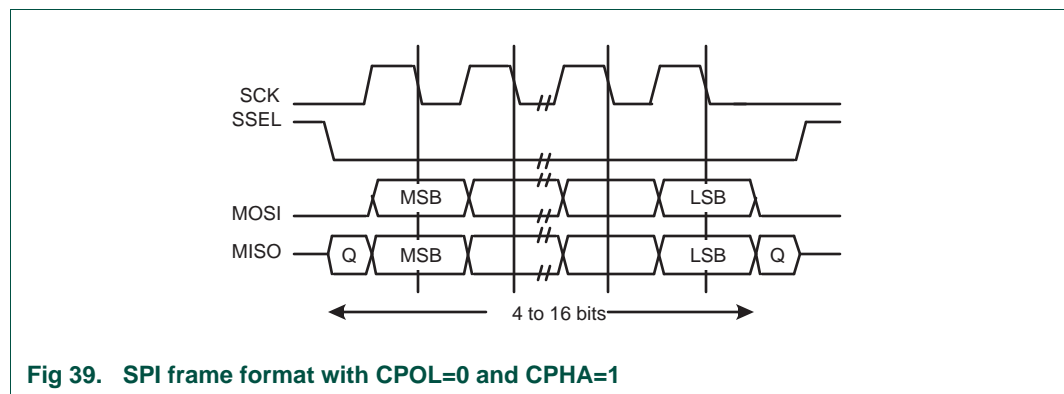 SCK
SSEL
MOSI MSB LSB
MISO Q MSB LSB Q
4 to 16 bits
Fig 39. SPI frame format with CPOL=0 and CPHA=1